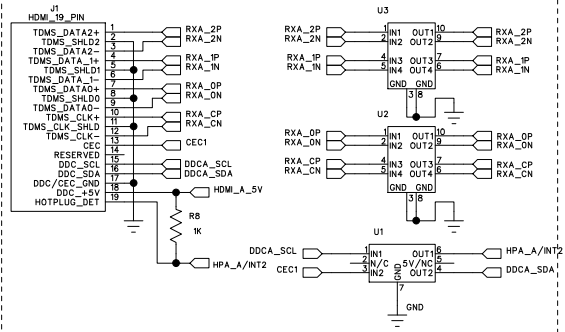 J1
HDMI_19_PIN
TDMS_DATA2+ 1 RXA_2P
TDMS_SHLD2 2 RXA_2N
TDMS_DATA2- 3
TDMS_DATA_1+ 4 RXA_1P
TDMS_SHLD1 5 RXA_1N
TDMS_DATA_1- 6
TDMS_DATA0+ 7 RXA_0P
TDMS_SHLD0 8 RXA_0N
TDMS_DATA0- 9
TDMS_CLK+ 10 RXA_CP
TDMS_CLK_SHLD 11 RXA_CN
TDMS_CLK- 12
CEC 13 CEC1
RESERVED 14
DDC_SCL 15 DDCA_SCL
DDC_SDA 16 DDCA_SDA
DDC/CEC_GND 17
DDC_+5V 18 HDMI_A_5V
HOTPLUG_DET 19
R8
1K
HPA_A/INT2
U3
RXA_2P 1 IN1 OUT1 10 RXA_2P
RXA_2N 2 IN2 OUT2 9 RXA_2N
RXA_1P 4 IN3 OUT3 7 RXA_1P
RXA_1N 5 IN4 OUT4 6 RXA_1N
GND GND
3 8
U2
RXA_0P 1 IN1 OUT1 10 RXA_0P
RXA_0N 2 IN2 OUT2 9 RXA_0N
RXA_CP 4 IN3 OUT3 7 RXA_CP
RXA_CN 5 IN4 OUT4 6 RXA_CN
GND GND
3 8
U1
DDCA_SCL 1 IN1 OUT1 6 HPA_A/INT2
2 N/C 5V/NC 5
CEC1 3 IN2 OUT2 4 DDCA_SDA
GND
7
GND